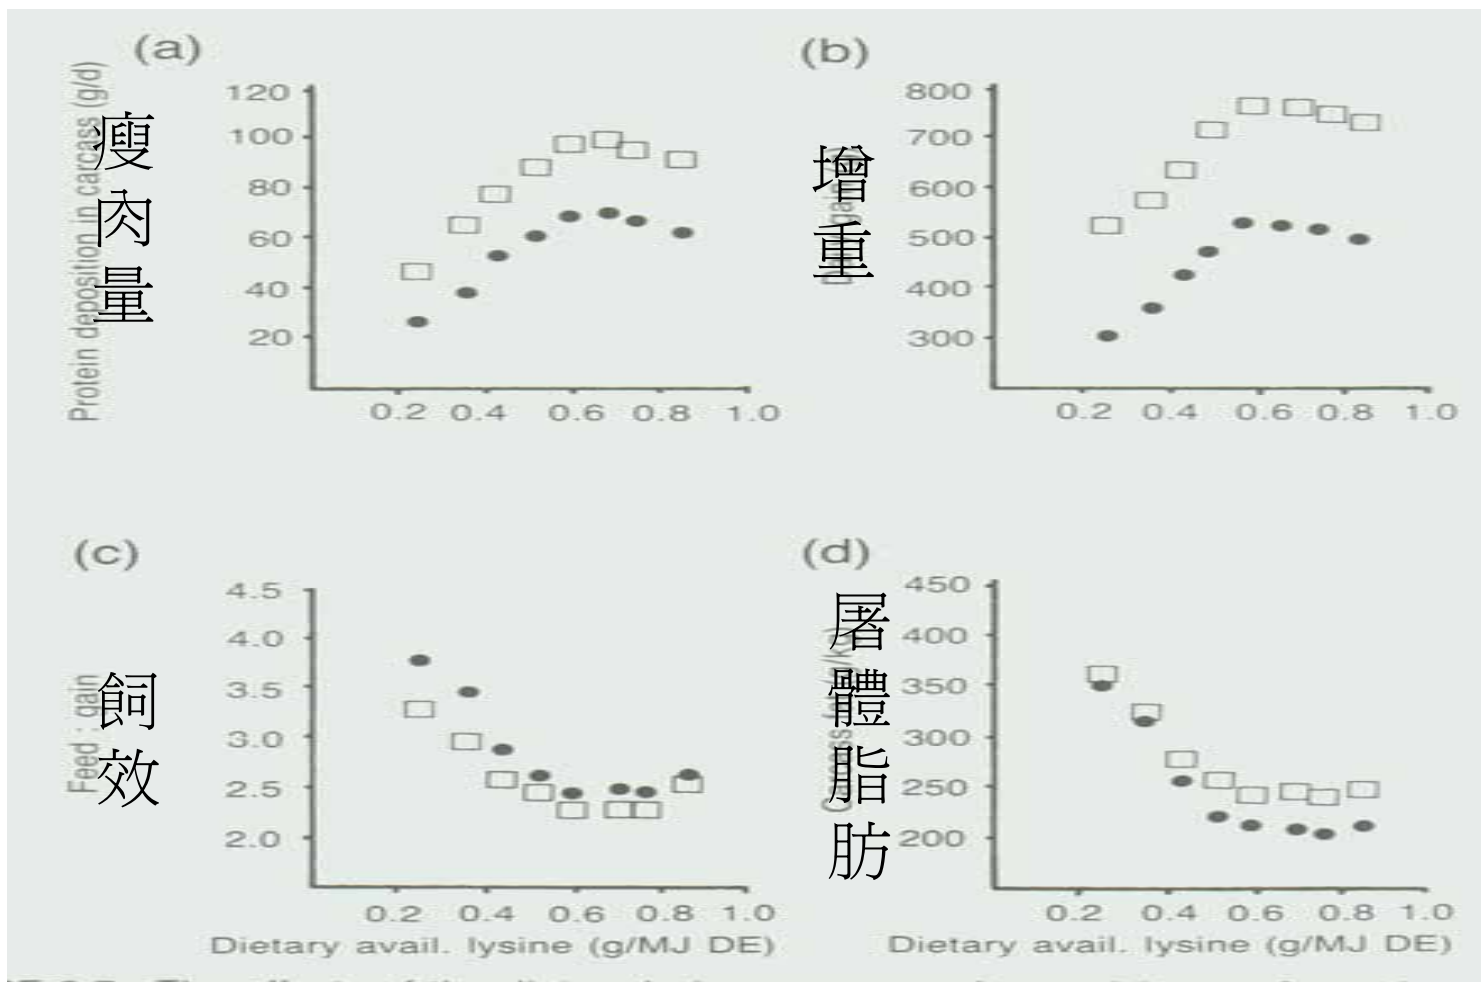 (a)
Protein deposition in carcass (g/d)
瘦肉量
120
100
80
60
40
20
0.2 0.4 0.6 0.8 1.0
(b)
增重
800
700
600
500
400
300
0.2 0.4 0.6 0.8 1.0
(c)
Feed : gain
飼效
4.5
4.0
3.5
3.0
2.5
2.0
0.2 0.4 0.6 0.8 1.0
Dietary avail. lysine (g/MJ DE)
(d)
屠體脂肪
450
400
350
300
250
200
0.2 0.4 0.6 0.8 1.0
Dietary avail. lysine (g/MJ DE)